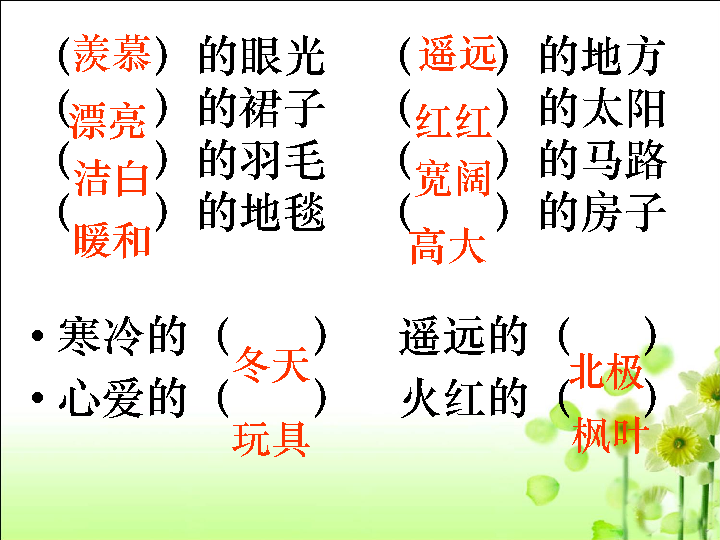 （羡慕）的眼光 （遥远）的地方
（漂亮）的裙子 （红红）的太阳
（洁白）的羽毛 （宽阔）的马路
（暖和）的地毯 （高大）的房子
•寒冷的（冬天） 遥远的（北极）
•心爱的（玩具） 火红的（枫叶）